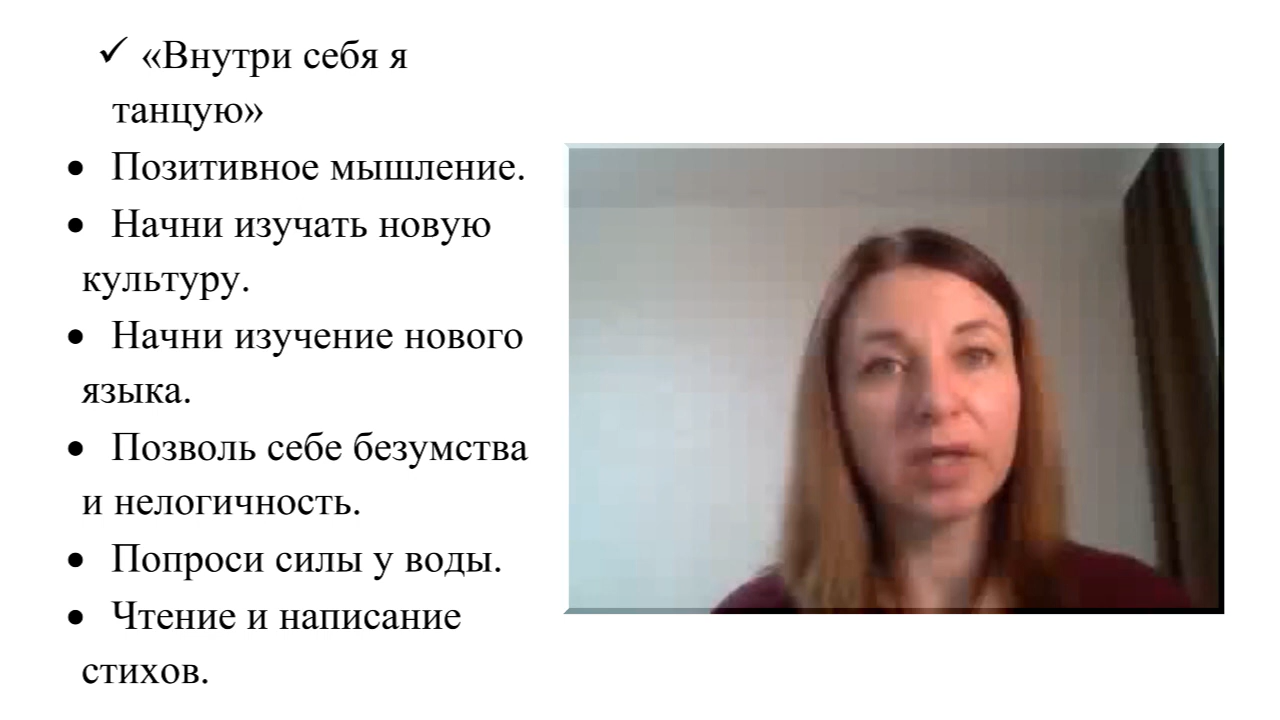 ✓ «Внутри себя я
танцую»
• Позитивное мышление.
• Начни изучать новую
культуру.
• Начни изучение нового
языка.
• Позволь себе безумства
и нелогичность.
• Попроси силы у воды.
• Чтение и написание
стихов.